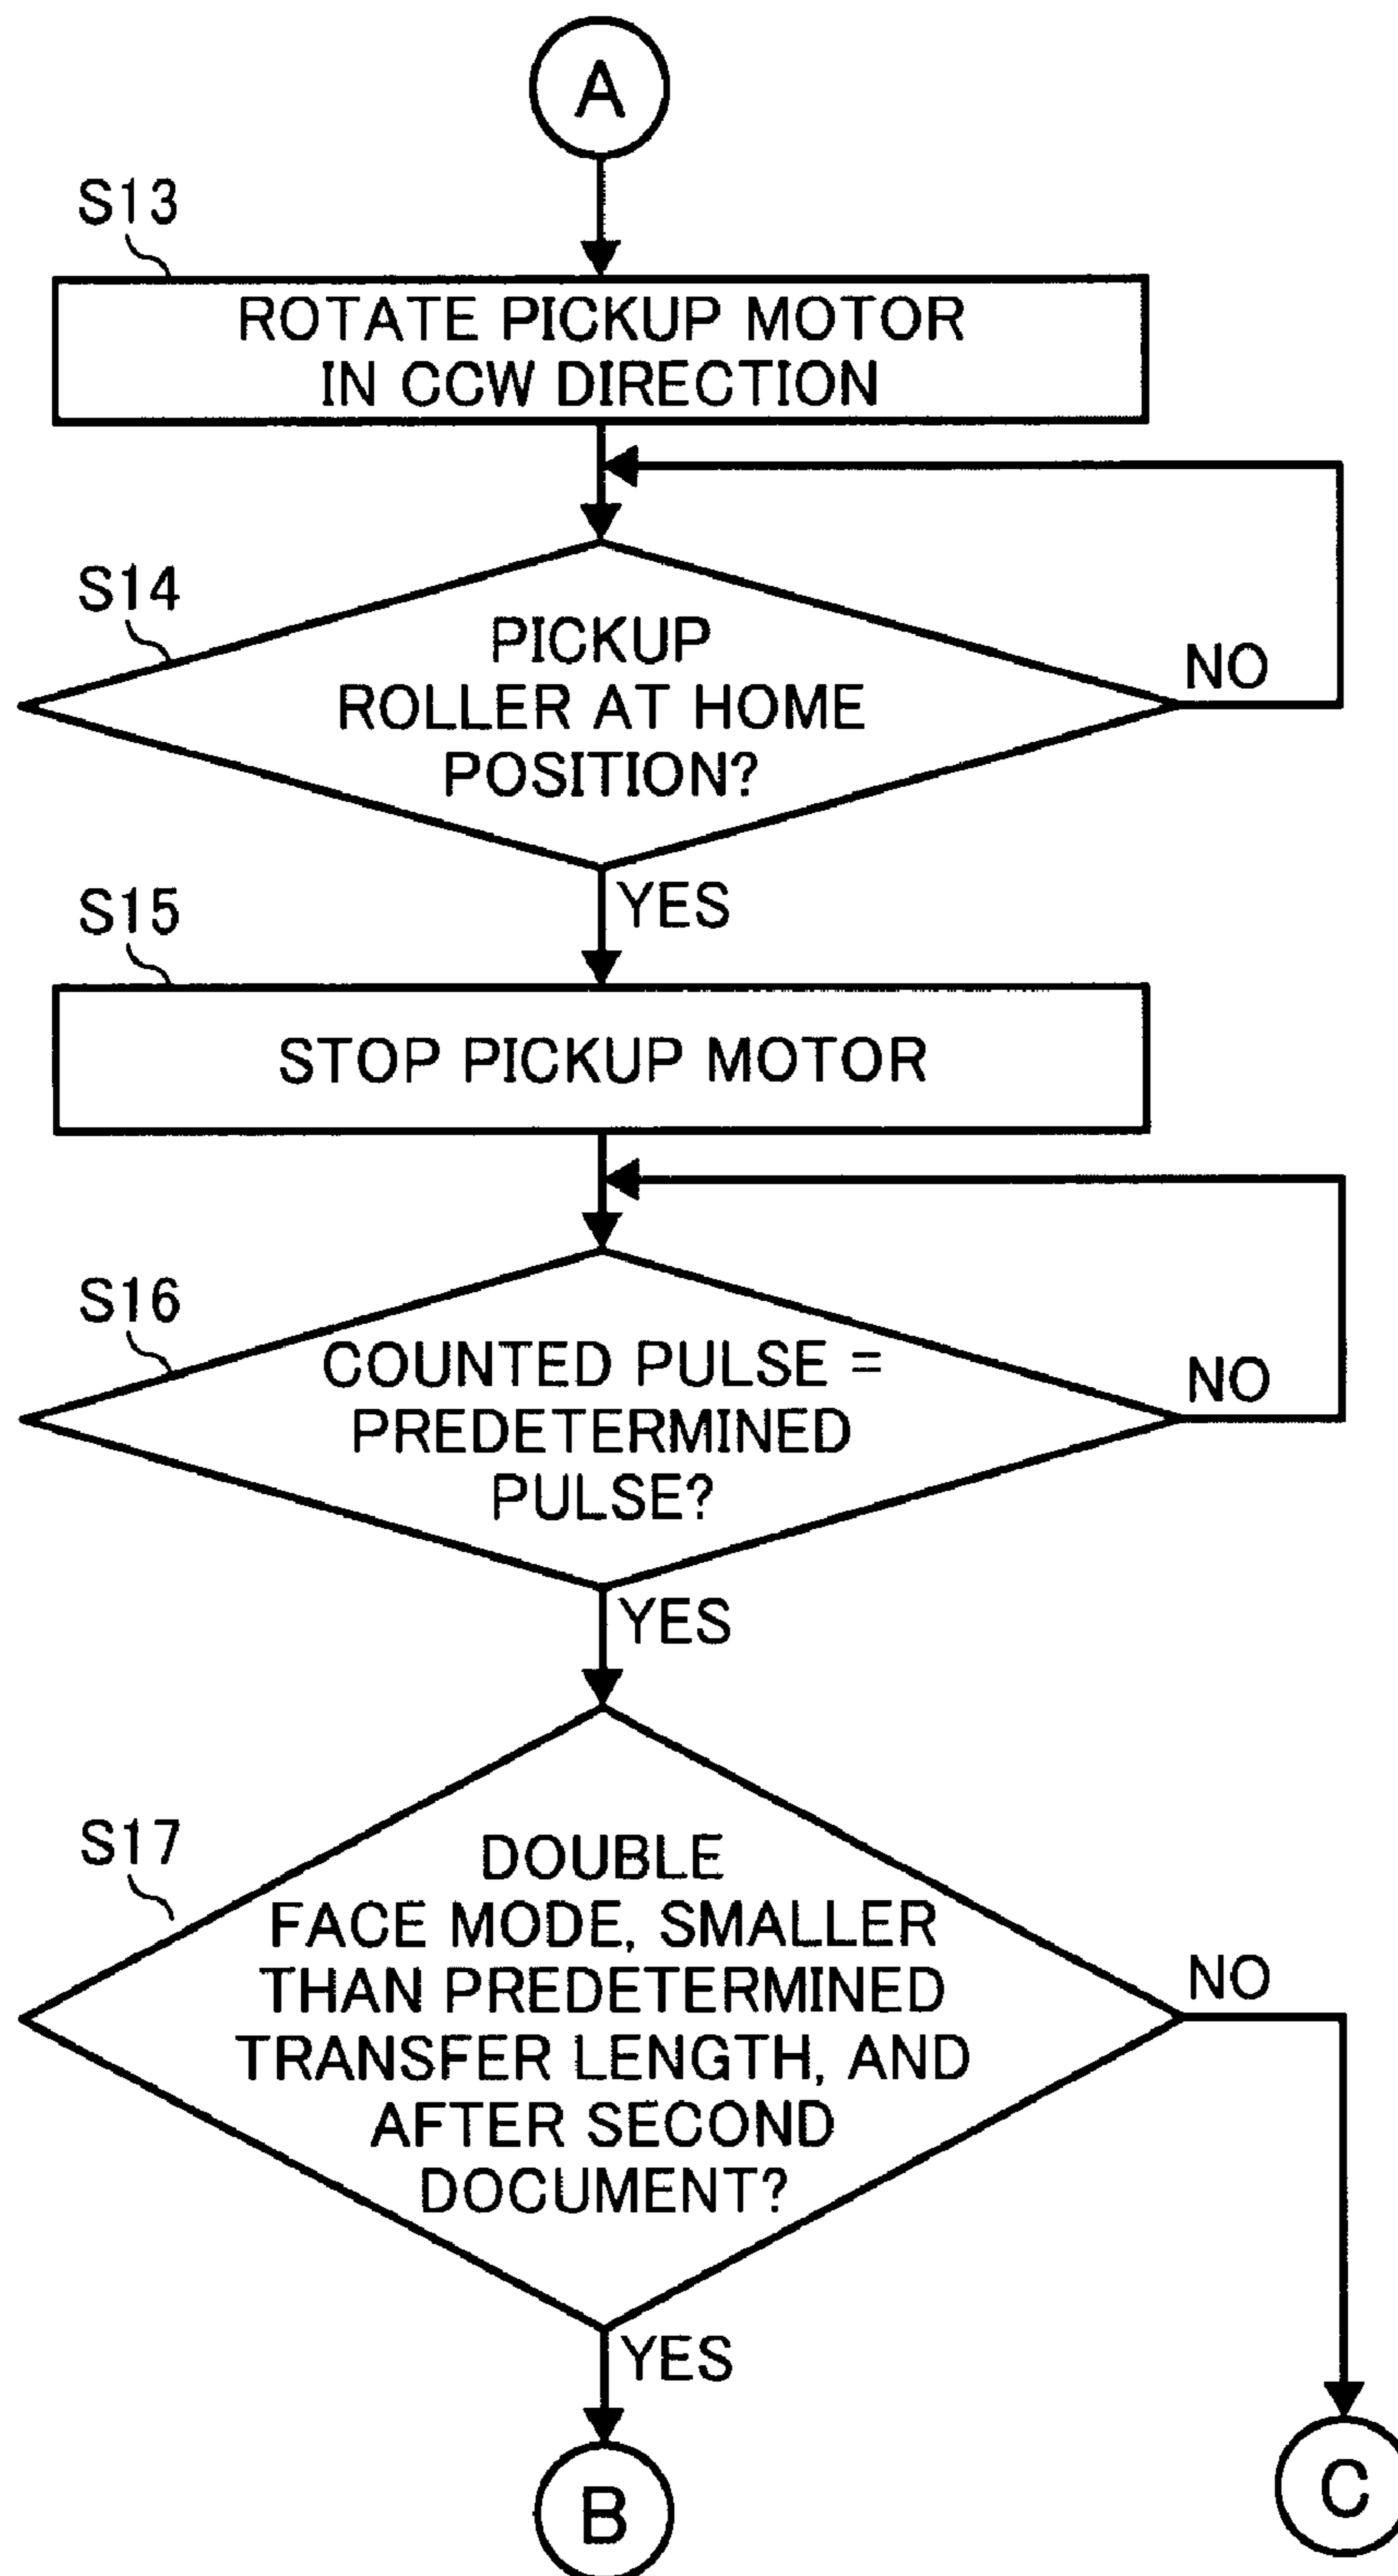 A
S13
ROTATE PICKUP MOTOR
IN CCW DIRECTION
S14
PICKUP
ROLLER AT HOME
POSITION?
NO
YES
S15
STOP PICKUP MOTOR
S16
COUNTED PULSE =
PREDETERMINED
PULSE?
NO
YES
S17
DOUBLE
FACE MODE, SMALLER
THAN PREDETERMINED
TRANSFER LENGTH, AND
AFTER SECOND
DOCUMENT?
NO
YES
B
C